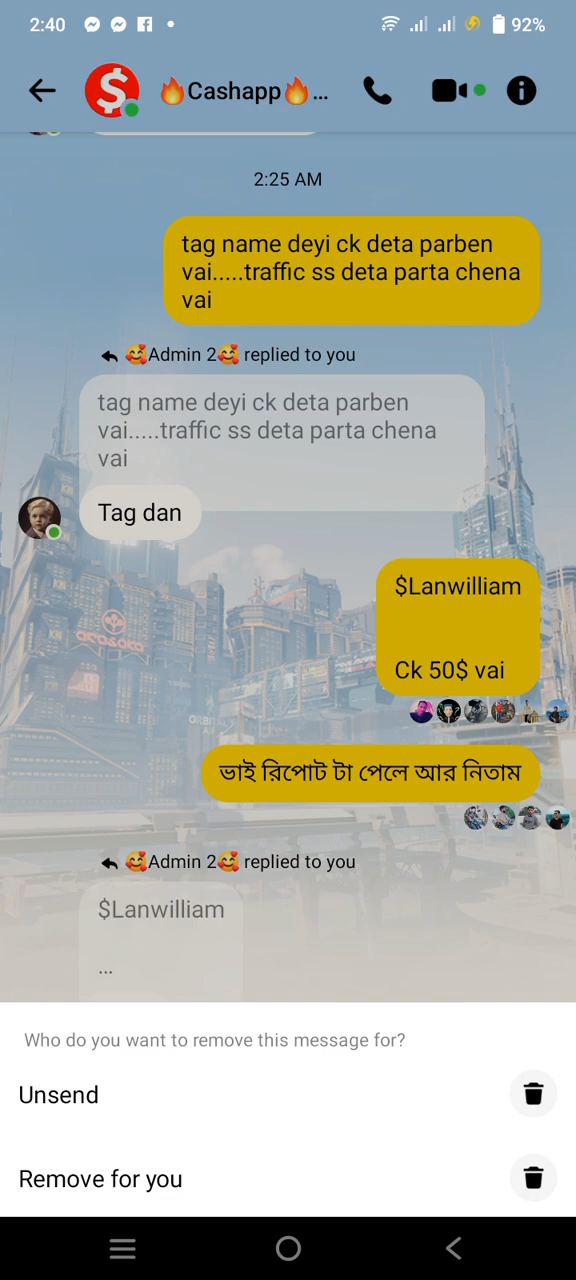 2:40
92%
🔥Cashapp🔥...
2:25 AM
tag name deyi ck deta parben
vai.....traffic ss deta parta chena
vai
🥰Admin 2🥰 replied to you
tag name deyi ck deta parben
vai.....traffic ss deta parta chena
vai
Tag dan
$Lanwilliam
Ck 50$ vai
ভাই রিপোট টা পেলে আর নিতাম
🥰Admin 2🥰 replied to you
$Lanwilliam
...
Who do you want to remove this message for?
Unsend
Remove for you